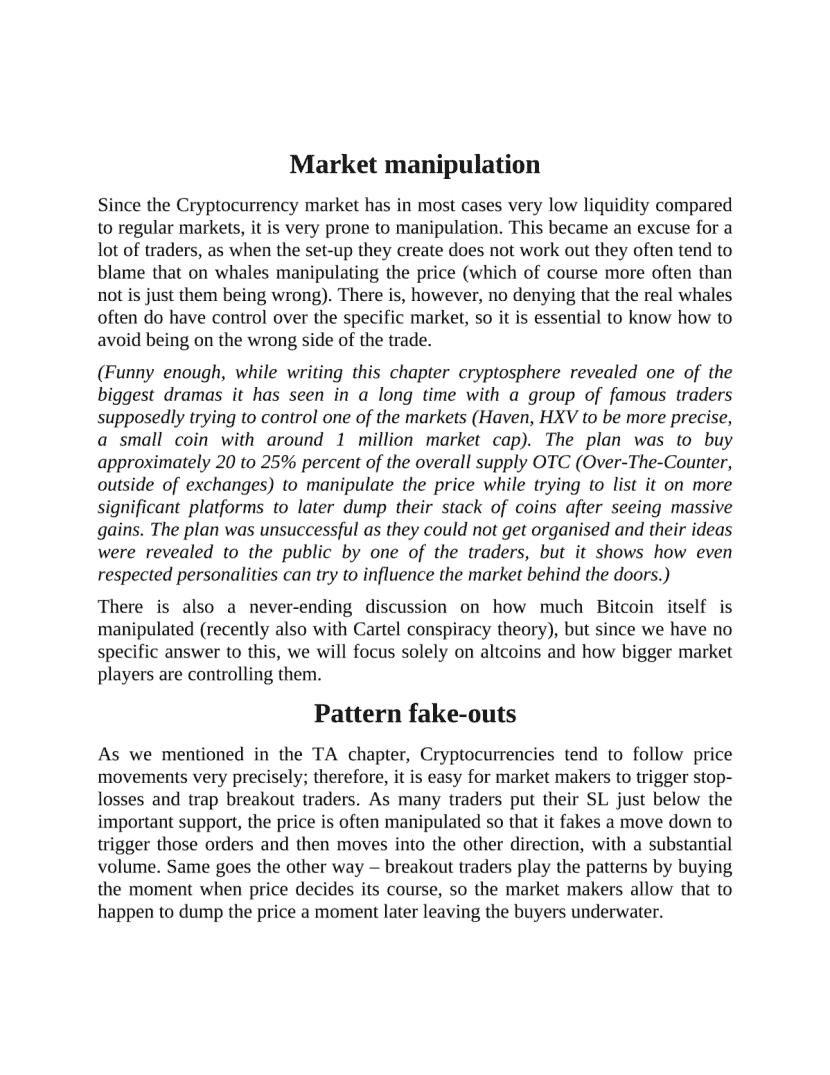 Market manipulation
Since the Cryptocurrency market has in most cases very low liquidity compared
to regular markets, it is very prone to manipulation. This became an excuse for a
lot of traders, as when the set-up they create does not work out they often tend to
blame that on whales manipulating the price (which of course more often than
not is just them being wrong). There is, however, no denying that the real whales
often do have control over the specific market, so it is essential to know how to
avoid being on the wrong side of the trade.
(Funny enough, while writing this chapter cryptosphere revealed one of the
biggest dramas it has seen in a long time with a group of famous traders
supposedly trying to control one of the markets (Haven, HXV to be more precise,
a small coin with around 1 million market cap). The plan was to buy
approximately 20 to 25% percent of the overall supply OTC (Over-The-Counter,
outside of exchanges) to manipulate the price while trying to list it on more
significant platforms to later dump their stack of coins after seeing massive
gains. The plan was unsuccessful as they could not get organised and their ideas
were revealed to the public by one of the traders, but it shows how even
respected personalities can try to influence the market behind the doors.)
There is also a never-ending discussion on how much Bitcoin itself is
manipulated (recently also with Cartel conspiracy theory), but since we have no
specific answer to this, we will focus solely on altcoins and how bigger market
players are controlling them.
Pattern fake-outs
As we mentioned in the TA chapter, Cryptocurrencies tend to follow price
movements very precisely; therefore, it is easy for market makers to trigger stop-
losses and trap breakout traders. As many traders put their SL just below the
important support, the price is often manipulated so that it fakes a move down to
trigger those orders and then moves into the other direction, with a substantial
volume. Same goes the other way – breakout traders play the patterns by buying
the moment when price decides its course, so the market makers allow that to
happen to dump the price a moment later leaving the buyers underwater.